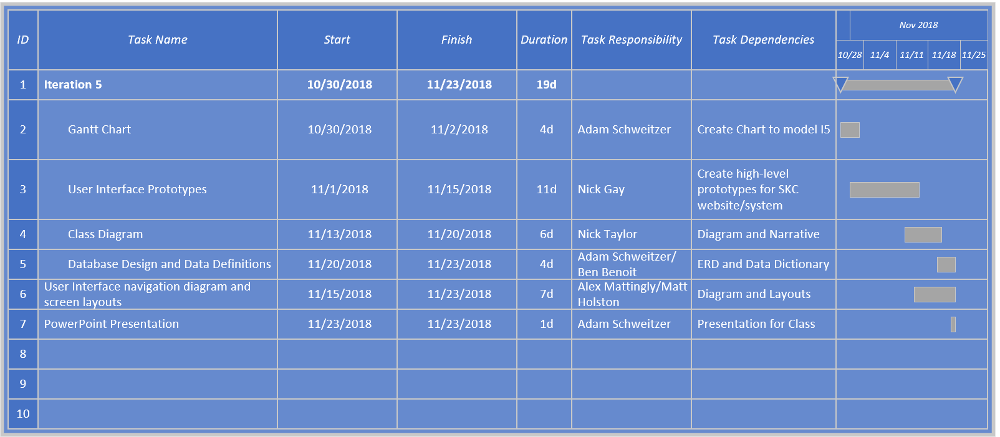 ID Task Name Start Finish Duration Task Responsibility Task Dependencies Nov 2018
10/28 11/4 11/11 11/18 11/25
1 Iteration 5 10/30/2018 11/23/2018 19d
2 Gantt Chart 10/30/2018 11/2/2018 4d Adam Schweitzer Create Chart to model I5
3 User Interface Prototypes 11/1/2018 11/15/2018 11d Nick Gay Create high-level
prototypes for SKC
website/system
4 Class Diagram 11/13/2018 11/20/2018 6d Nick Taylor Diagram and Narrative
5 Database Design and Data Definitions 11/20/2018 11/23/2018 4d Adam Schweitzer/
Ben Benoit ERD and Data Dictionary
6 User Interface navigation diagram and
screen layouts 11/15/2018 11/23/2018 7d Alex Mattingly/Matt
Holston Diagram and Layouts
7 PowerPoint Presentation 11/23/2018 11/23/2018 1d Adam Schweitzer Presentation for Class
8
9
10